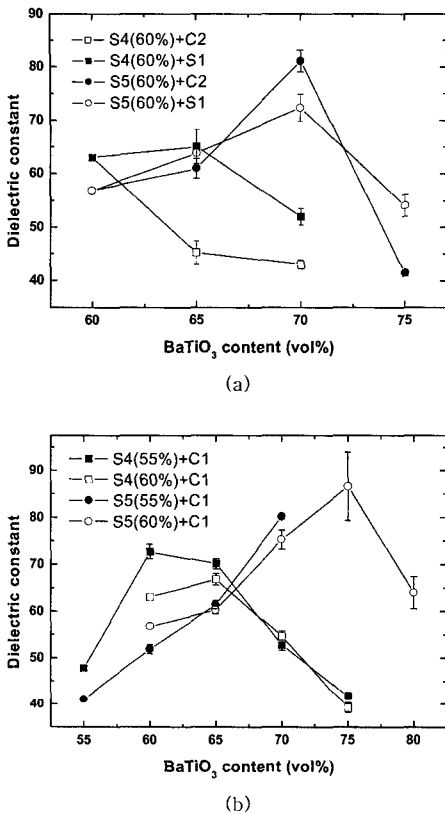 90
80
70
60
50
40
Dielectric constant
S4(60%)+C2
S4(60%)+S1
S5(60%)+C2
S5(60%)+S1
60 65 70 75
BaTiO₃ content (vol%)
(a)
90
80
70
60
50
40
Dielectric constant
S4(55%)+C1
S4(60%)+C1
S5(55%)+C1
S5(60%)+C1
55 60 65 70 75 80
BaTiO₃ content (vol%)
(b)